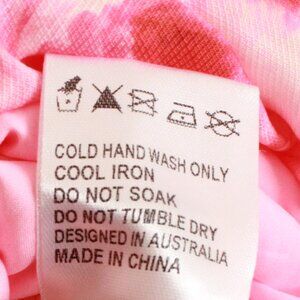 COLD HAND WASH ONLY
COOL IRON
DO NOT SOAK
DO NOT TUMBLE DRY
DESIGNED IN AUSTRALIA
MADE IN CHINA